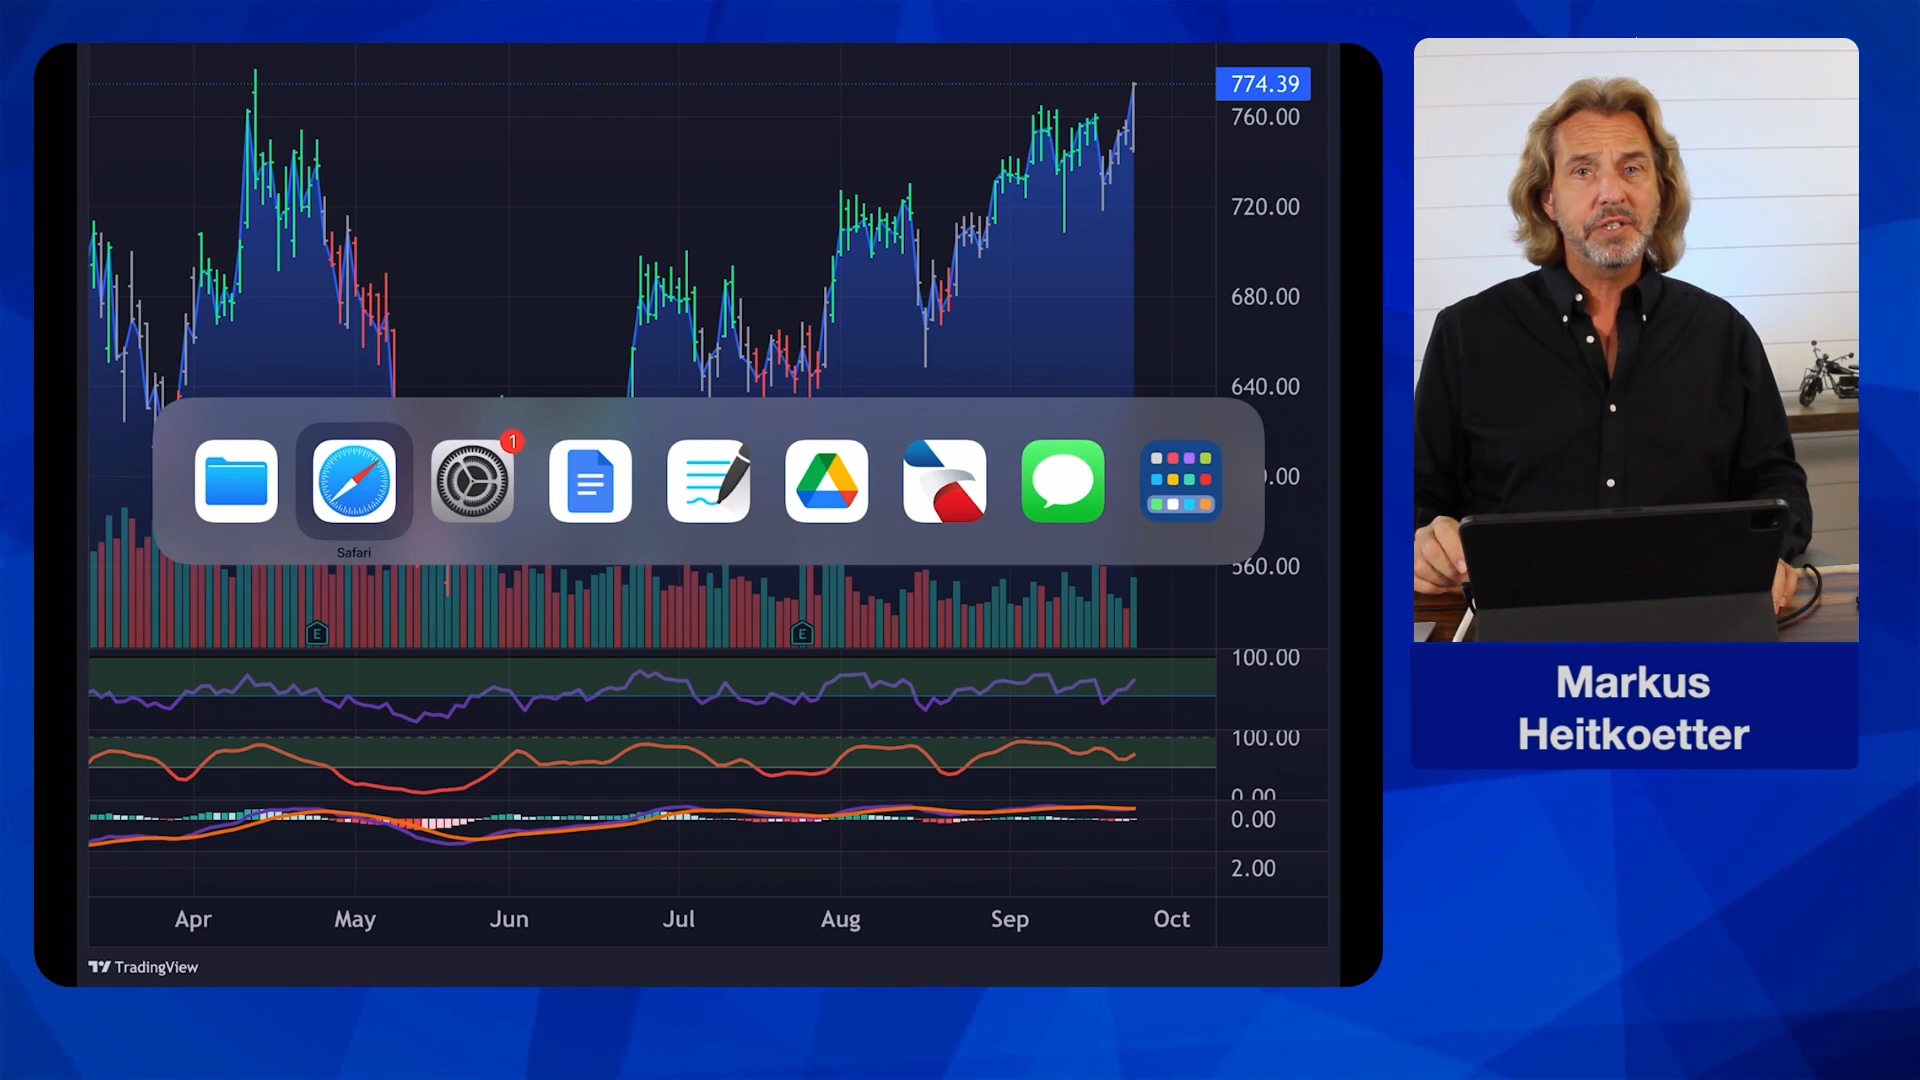 774.39
760.00
720.00
680.00
640.00
1
Safari
560.00
E
E
100.00
100.00
0.00
0.00
2.00
Apr
May
Jun
Jul
Aug
Sep
Oct
TradingView
Markus
Heitkoetter